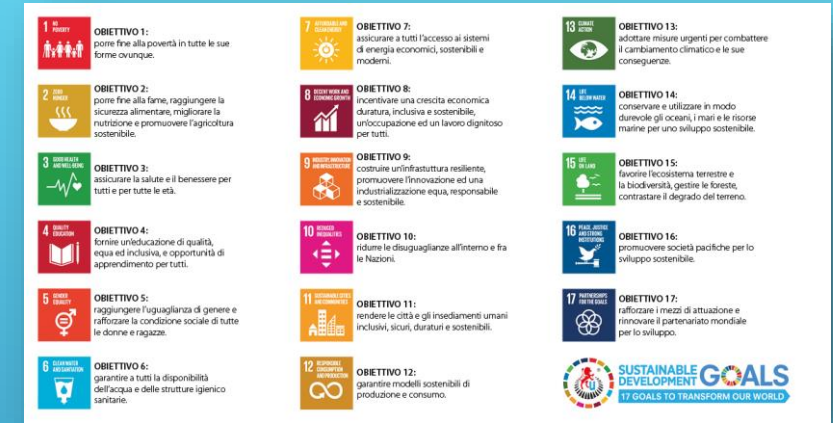 1 NO
POVERTY
OBIETTIVO 1:
porre fine alla povertà in tutte le sue
forme ovunque.
2 ZERO
HUNGER
OBIETTIVO 2:
porre fine alla fame, raggiungere la
sicurezza alimentare, migliorare la
nutrizione e promuovere l'agricoltura
sostenibile.
3 GOOD HEALTH
AND WELL-BEING
OBIETTIVO 3:
assicurare la salute e il benessere per
tutti e per tutte le età.
4 QUALITY
EDUCATION
OBIETTIVO 4:
fornire un'educazione di qualità,
equa ed inclusiva, e opportunità di
apprendimento per tutti.
5 GENDER
EQUALITY
OBIETTIVO 5:
raggiungere l'uguaglianza di genere e
rafforzare la condizione sociale di tutte
le donne e ragazze.
6 CLEAN WATER
AND SANITATION
OBIETTIVO 6:
garantire a tutti la disponibilità
dell'acqua e delle strutture igienico
sanitarie.
7 AFFORDABLE AND
CLEAN ENERGY
OBIETTIVO 7:
assicurare a tutti l'accesso ai sistemi
di energia economici, sostenibili e
moderni.
8 DECENT WORK AND
ECONOMIC GROWTH
OBIETTIVO 8:
incentivare una crescita economica
duratura, inclusiva e sostenibile,
un'occupazione ed un lavoro dignitoso
per tutti.
9 INDUSTRY, INNOVATION
AND INFRASTRUCTURE
OBIETTIVO 9:
costruire un'infrastuttura resiliente,
promuovere l'innovazione ed una
industrializzazione equa, responsabile
e sostenibile.
10 REDUCED
INEQUALITIES
OBIETTIVO 10:
ridurre le disuguaglianze all'interno e fra
le Nazioni.
11 SUSTAINABLE CITIES
AND COMMUNITIES
OBIETTIVO 11:
rendere le città e gli insediamenti umani
inclusivi, sicuri, duraturi e sostenibili.
12 RESPONSIBLE
CONSUMPTION
AND PRODUCTION
OBIETTIVO 12:
garantire modelli sostenibili di
produzione e consumo.
13 CLIMATE
ACTION
OBIETTIVO 13:
adottare misure urgenti per combattere
il cambiamento climatico e le sue
conseguenze.
14 LIFE
BELOW WATER
OBIETTIVO 14:
conservare e utilizzare in modo
durevole gli oceani, i mari e le risorse
marine per uno sviluppo sostenibile.
15 LIFE
ON LAND
OBIETTIVO 15:
favorire l'ecosistema terrestre e
la biodiversità, gestire le foreste,
contrastare il degrado del terreno.
16 PEACE, JUSTICE
AND STRONG
INSTITUTIONS
OBIETTIVO 16:
promuovere società pacifiche per lo
sviluppo sostenibile.
17 PARTNERSHIPS
FOR THE GOALS
OBIETTIVO 17:
rafforzare i mezzi di attuazione e
rinnovare il partenariato mondiale
per lo sviluppo.
SUSTAINABLE
DEVELOPMENT GOALS
17 GOALS TO TRANSFORM OUR WORLD